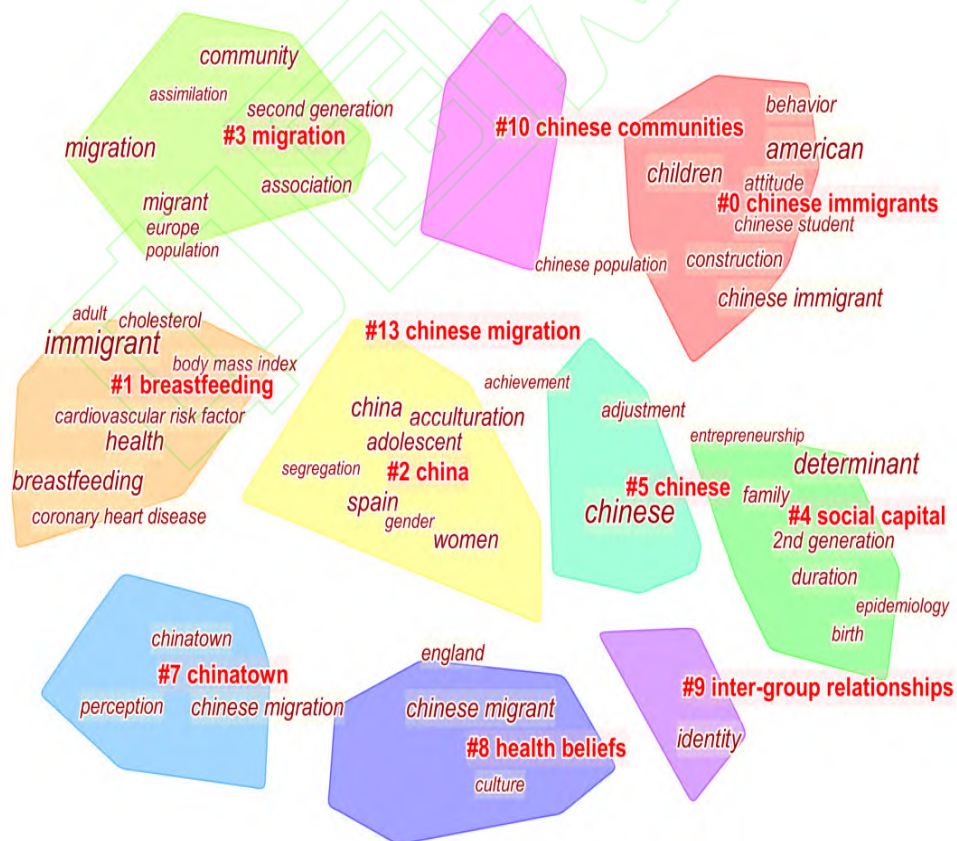 community
assimilation
second generation
#3 migration
migration
association
migrant
europe
population
#10 chinese communities
chinese population
behavior
american
children
attitude
#0 chinese immigrants
chinese student
construction
chinese immigrant
adult
cholesterol
immigrant
body mass index
#1 breastfeeding
cardiovascular risk factor
health
breastfeeding
coronary heart disease
#13 chinese migration
china
acculturation
adolescent
segregation
#2 china
spain
gender
women
achievement
adjustment
#5 chinese
chinese
entrepreneurship
determinant
family
#4 social capital
2nd generation
duration
epidemiology
birth
chinatown
#7 chinatown
perception
chinese migration
england
chinese migrant
#8 health beliefs
culture
#9 inter-group relationships
identity